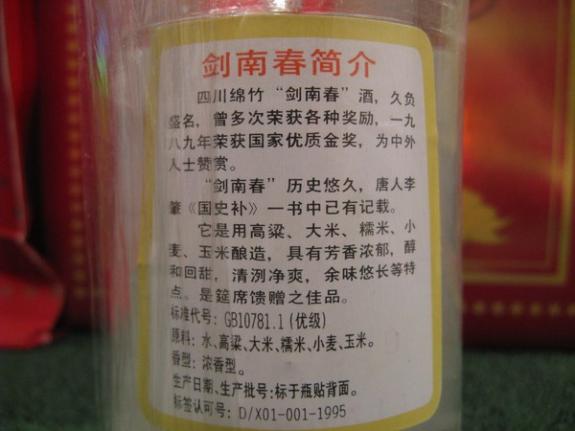 剑南春简介
四川绵竹“剑南春”酒，久负
盛名，曾多次荣获各种奖励，一九
八九年荣获国家优质金奖，为中外
人士赞赏。
“剑南春”历史悠久，唐人李
肇《国史补》一书中已有记载。
它是用高粱、大米、糯米、小
麦、玉米酿造，具有芳香浓郁，醇
和回甜，清冽净爽，余味悠长等特
点。是筵席馈赠之佳品。
标准代号：GB10781.1(优级)
原料：水、高粱、大米、糯米、小麦、玉米。
香型：浓香型。
生产日期、生产批号：标于瓶贴背面。
标签认可号：D/X01-001-1995